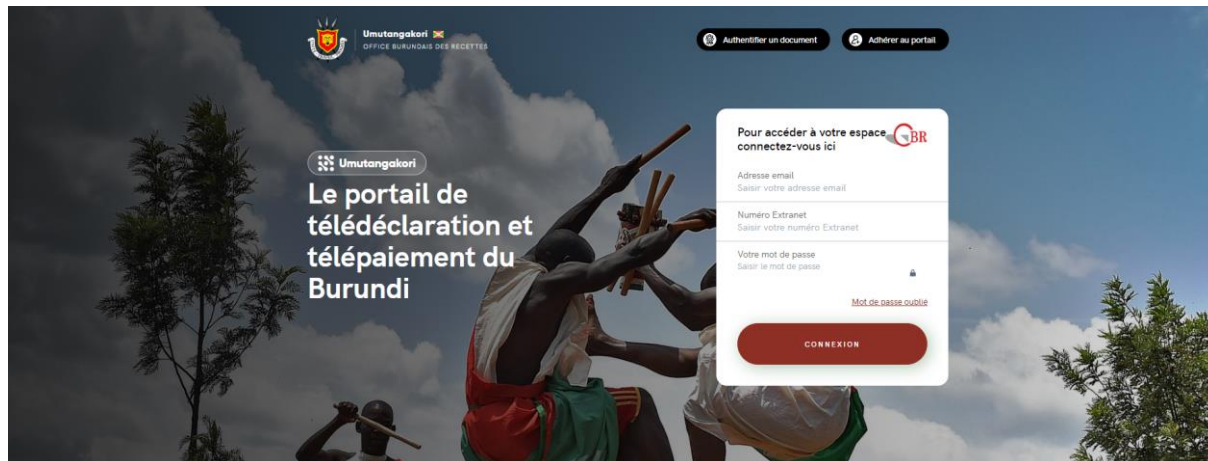 Umutangakori
OFFICE BURUNDAIS DES RECETTES
Authentifier un document
Adhérer au portail
Umutangakori
Le portail de
télédéclaration et
télépaiement du
Burundi
Pour accéder à votre espace
connectez-vous ici
OBR
Adresse email
Saisir votre adresse email
Numéro Extranet
Saisir votre numéro Extranet
Votre mot de passe
Saisir le mot de passe
Mot de passe oublié
CONNEXION